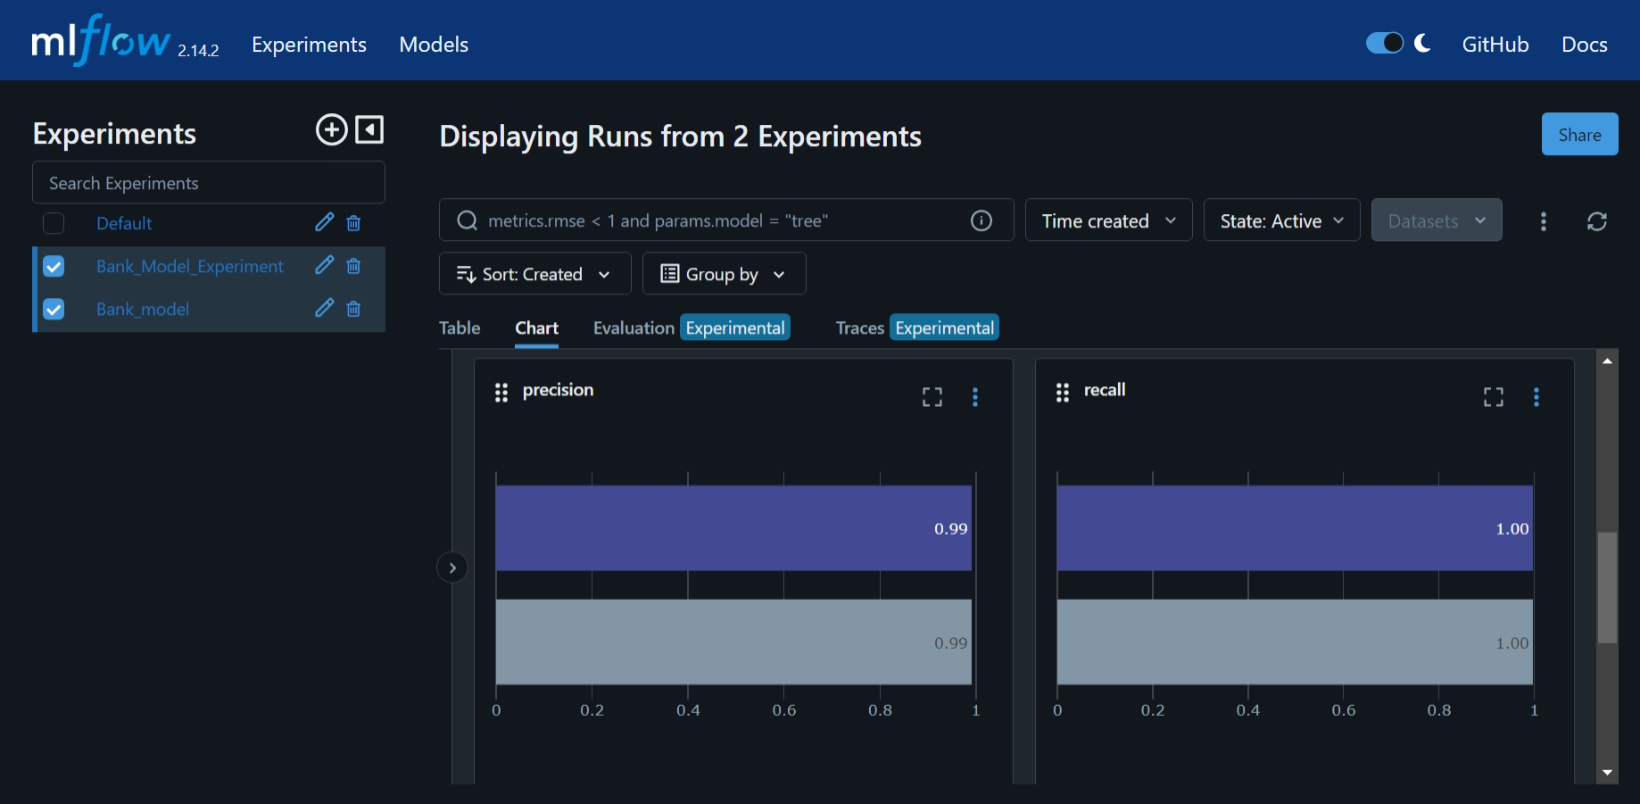 mlflow 2.14.2 Experiments Models GitHub Docs
Experiments
Search Experiments
Default
Bank_Model_Experiment
Bank_model
Displaying Runs from 2 Experiments
Share
metrics.rmse < 1 and params.model = "tree"
Time created
State: Active
Datasets
Sort: Created
Group by
Table Chart Evaluation Experimental Traces Experimental
precision
0.99
0.99
0 0.2 0.4 0.6 0.8 1
recall
1.00
1.00
0 0.2 0.4 0.6 0.8 1